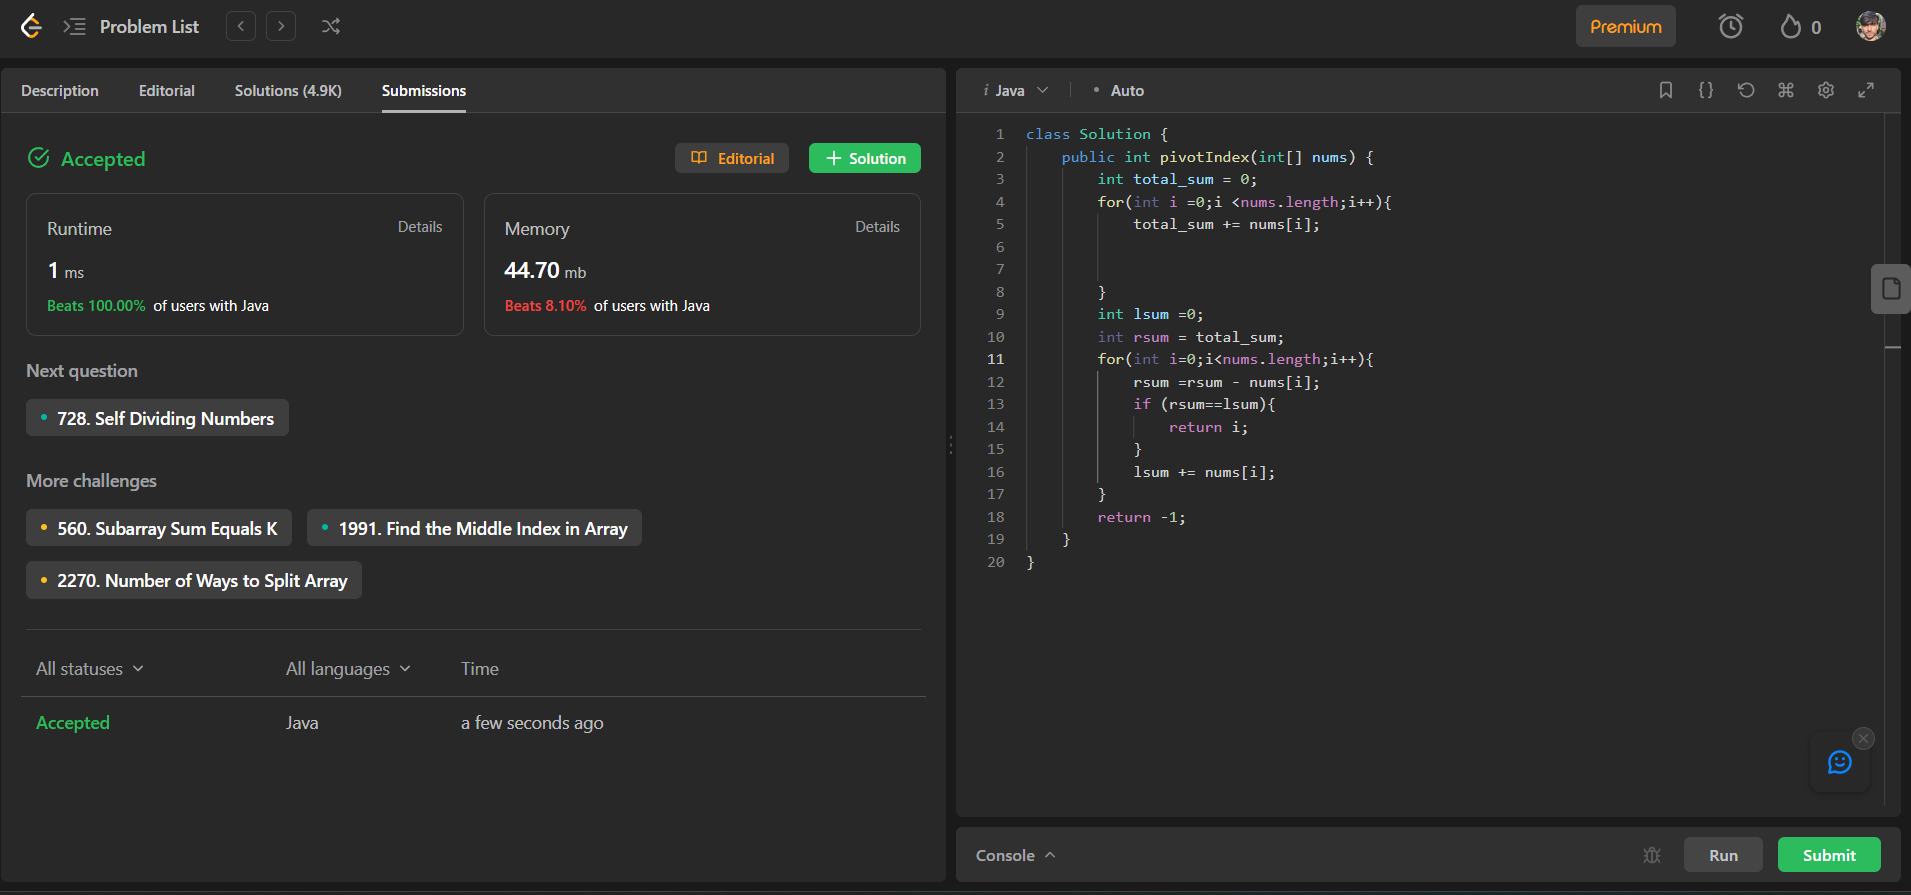 Problem List
Premium
0
Description Editorial Solutions (4.9K) Submissions
Accepted
Editorial
Solution
Runtime
Details
1 ms
Beats 100.00% of users with Java
Memory
Details
44.70 mb
Beats 8.10% of users with Java
Next question
728. Self Dividing Numbers
More challenges
560. Subarray Sum Equals K
1991. Find the Middle Index in Array
2270. Number of Ways to Split Array
All statuses All languages Time
Accepted Java a few seconds ago
i Java • Auto
1 class Solution {
2     public int pivotIndex(int[] nums) {
3         int total_sum = 0;
4         for(int i =0;i <nums.length;i++){
5             total_sum += nums[i];
6
7
8         }
9         int lsum =0;
10         int rsum = total_sum;
11         for(int i=0;i<nums.length;i++){
12             rsum =rsum - nums[i];
13             if (rsum==lsum){
14                 return i;
15             }
16             lsum += nums[i];
17         }
18         return -1;
19     }
20 }
Console
Run
Submit